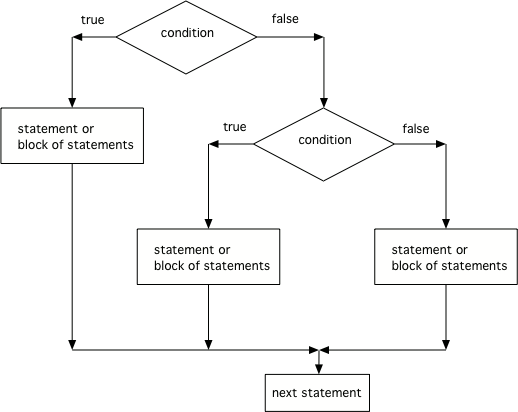 true
false
condition
statement or
block of statements
true
false
condition
statement or
block of statements
statement or
block of statements
next statement